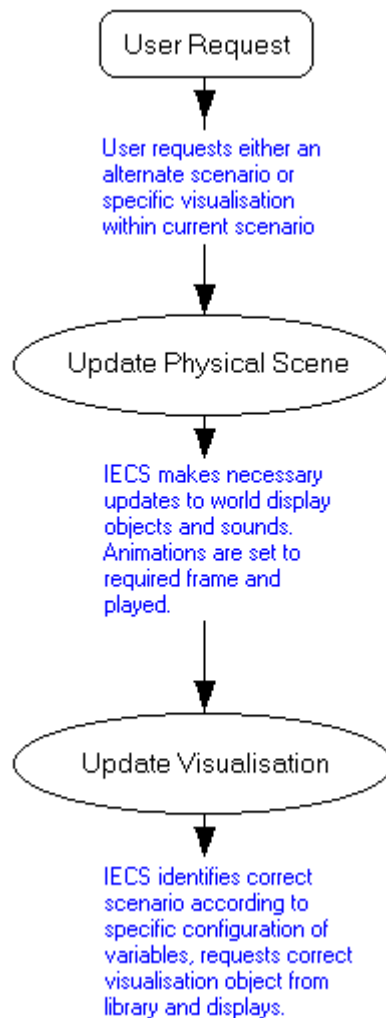 User Request
User requests either an
alternate scenario or
specific visualisation
within current scenario
Update Physical Scene
IECS makes necessary
updates to world display
objects and sounds.
Animations are set to
required frame and
played.
Update Visualisation
IECS identifies correct
scenario according to
specific configuration of
variables, requests correct
visualisation object from
library and displays.